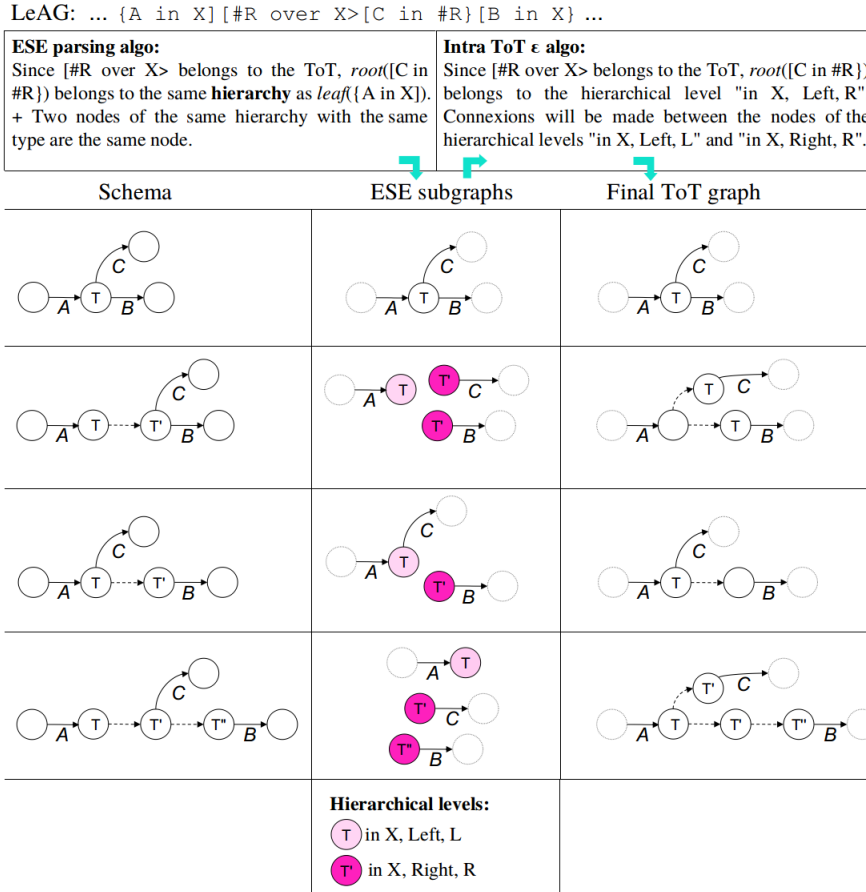 LeAG: ... {A in X][#R over X>[C in #R}[B in X} ...
ESE parsing algo:
Since [#R over X> belongs to the ToT, root([C in
#R}) belongs to the same hierarchy as leaf({A in X]).
+ Two nodes of the same hierarchy with the same
type are the same node.
Intra ToT ε algo:
Since [#R over X> belongs to the ToT, root([C in #R})
belongs to the hierarchical level "in X, Left, R".
Connexions will be made between the nodes of the
hierarchical levels "in X, Left, L" and "in X, Right, R".
Schema ESE subgraphs Final ToT graph
C
A T B
C
A T B
C
A T B
C
A T T' B
T T' C
A
T' B
T C
A T B
C
A T T' B
C
A T
T' B
C
A T B
C
A T T' T" B
A T
T' C
T" B
T' C
A T T' T" B
Hierarchical levels:
T in X, Left, L
T' in X, Right, R